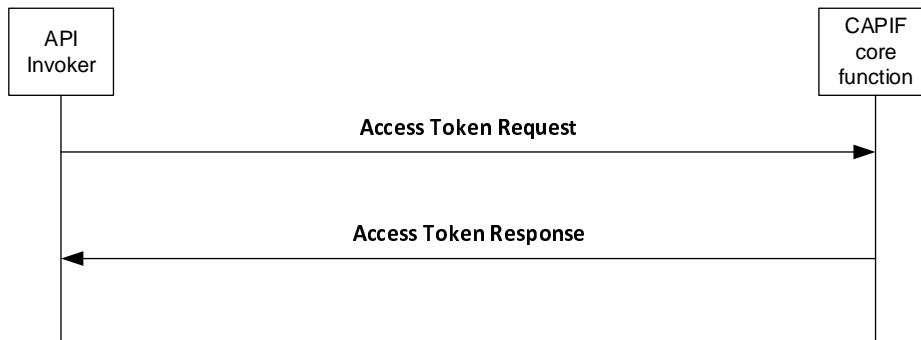 API
Invoker
CAPIF
core
function
Access Token Request
Access Token Response